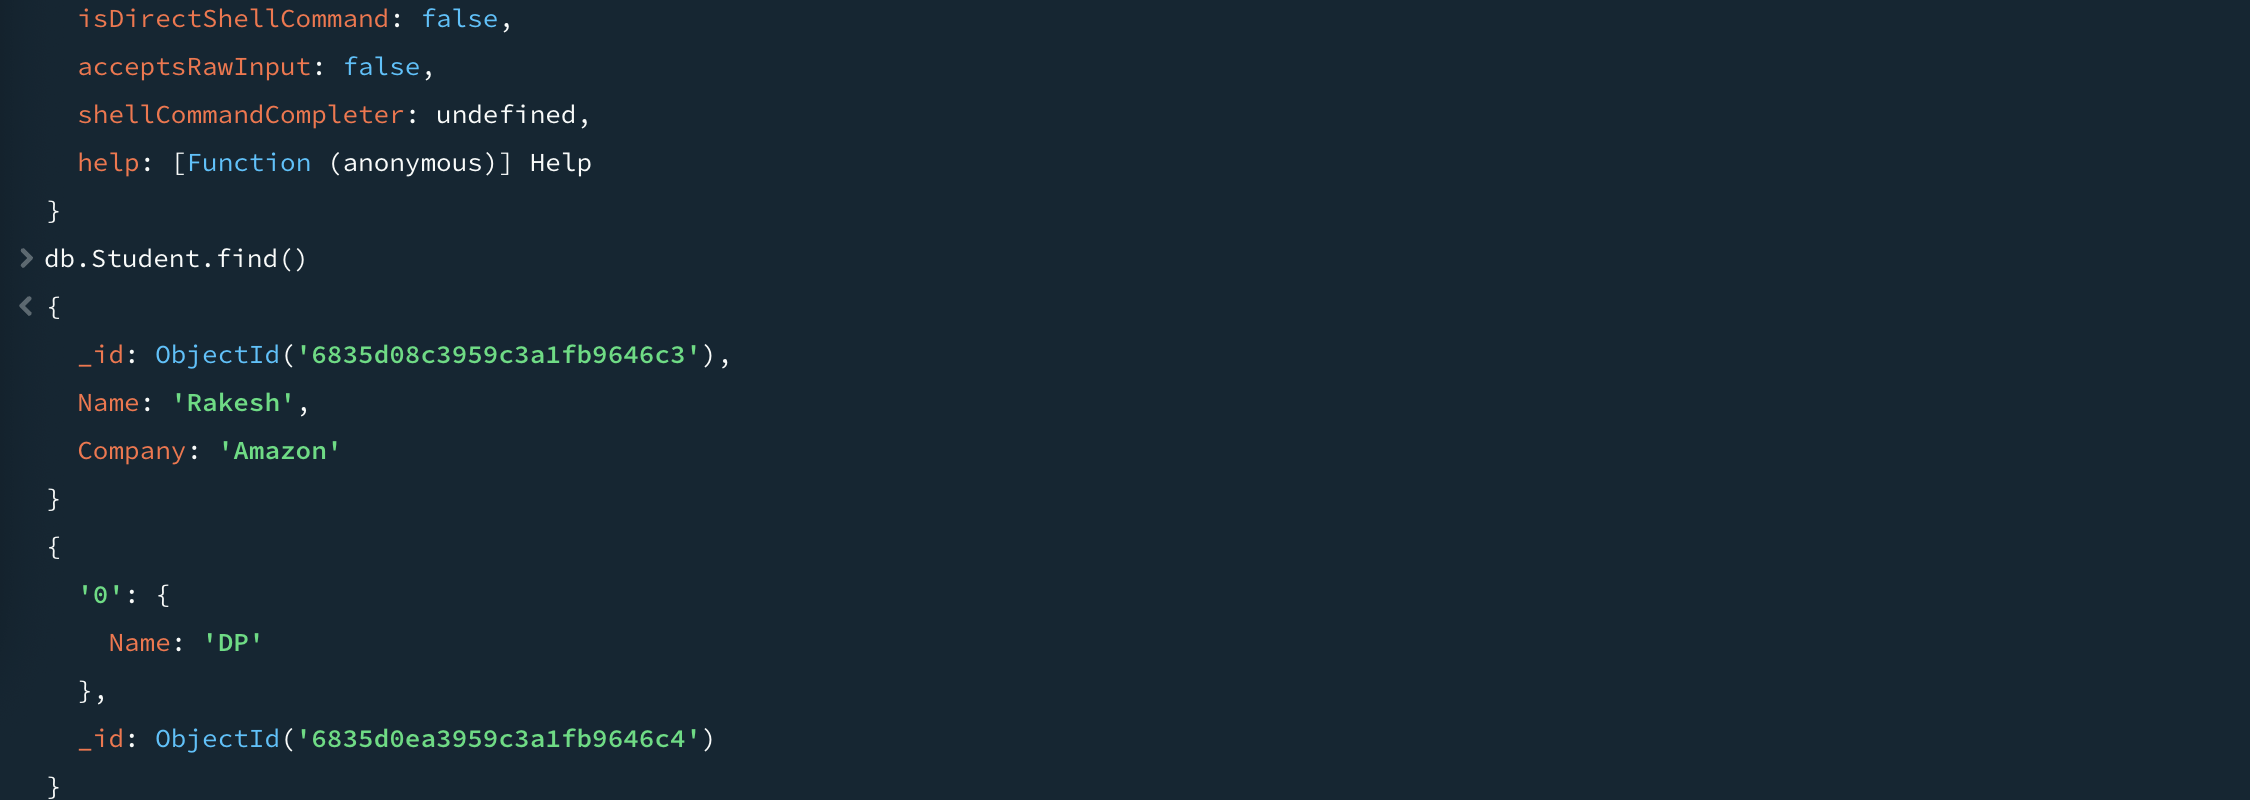 isDirectShellCommand: false,
acceptsRawInput: false,
shellCommandCompleter: undefined,
help: [Function (anonymous)] Help
}
> db.Student.find()
< {
_id: ObjectId('6835d08c3959c3a1fb9646c3'),
Name: 'Rakesh',
Company: 'Amazon'
}
{
'0': {
Name: 'DP'
},
_id: ObjectId('6835d0ea3959c3a1fb9646c4')
}